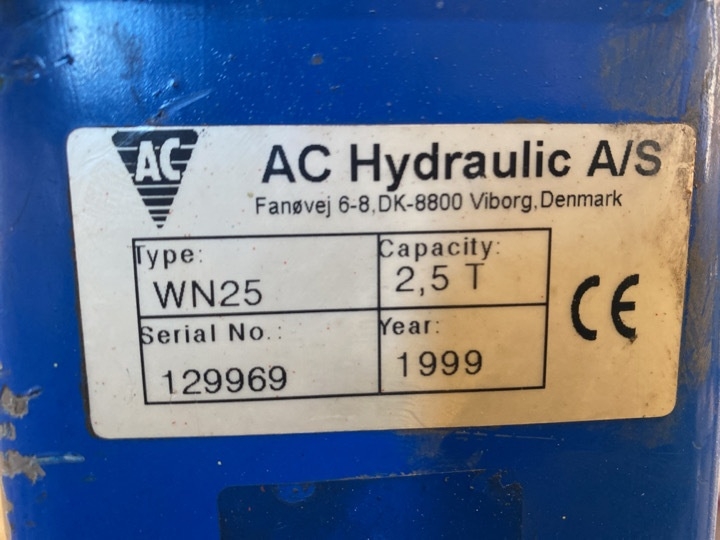 AC
AC Hydraulic A/S
Fanøvej 6-8,DK-8800 Viborg,Denmark
Type:
WN25
Capacity:
2,5 T
Serial No.:
129969
Year:
1999
CE